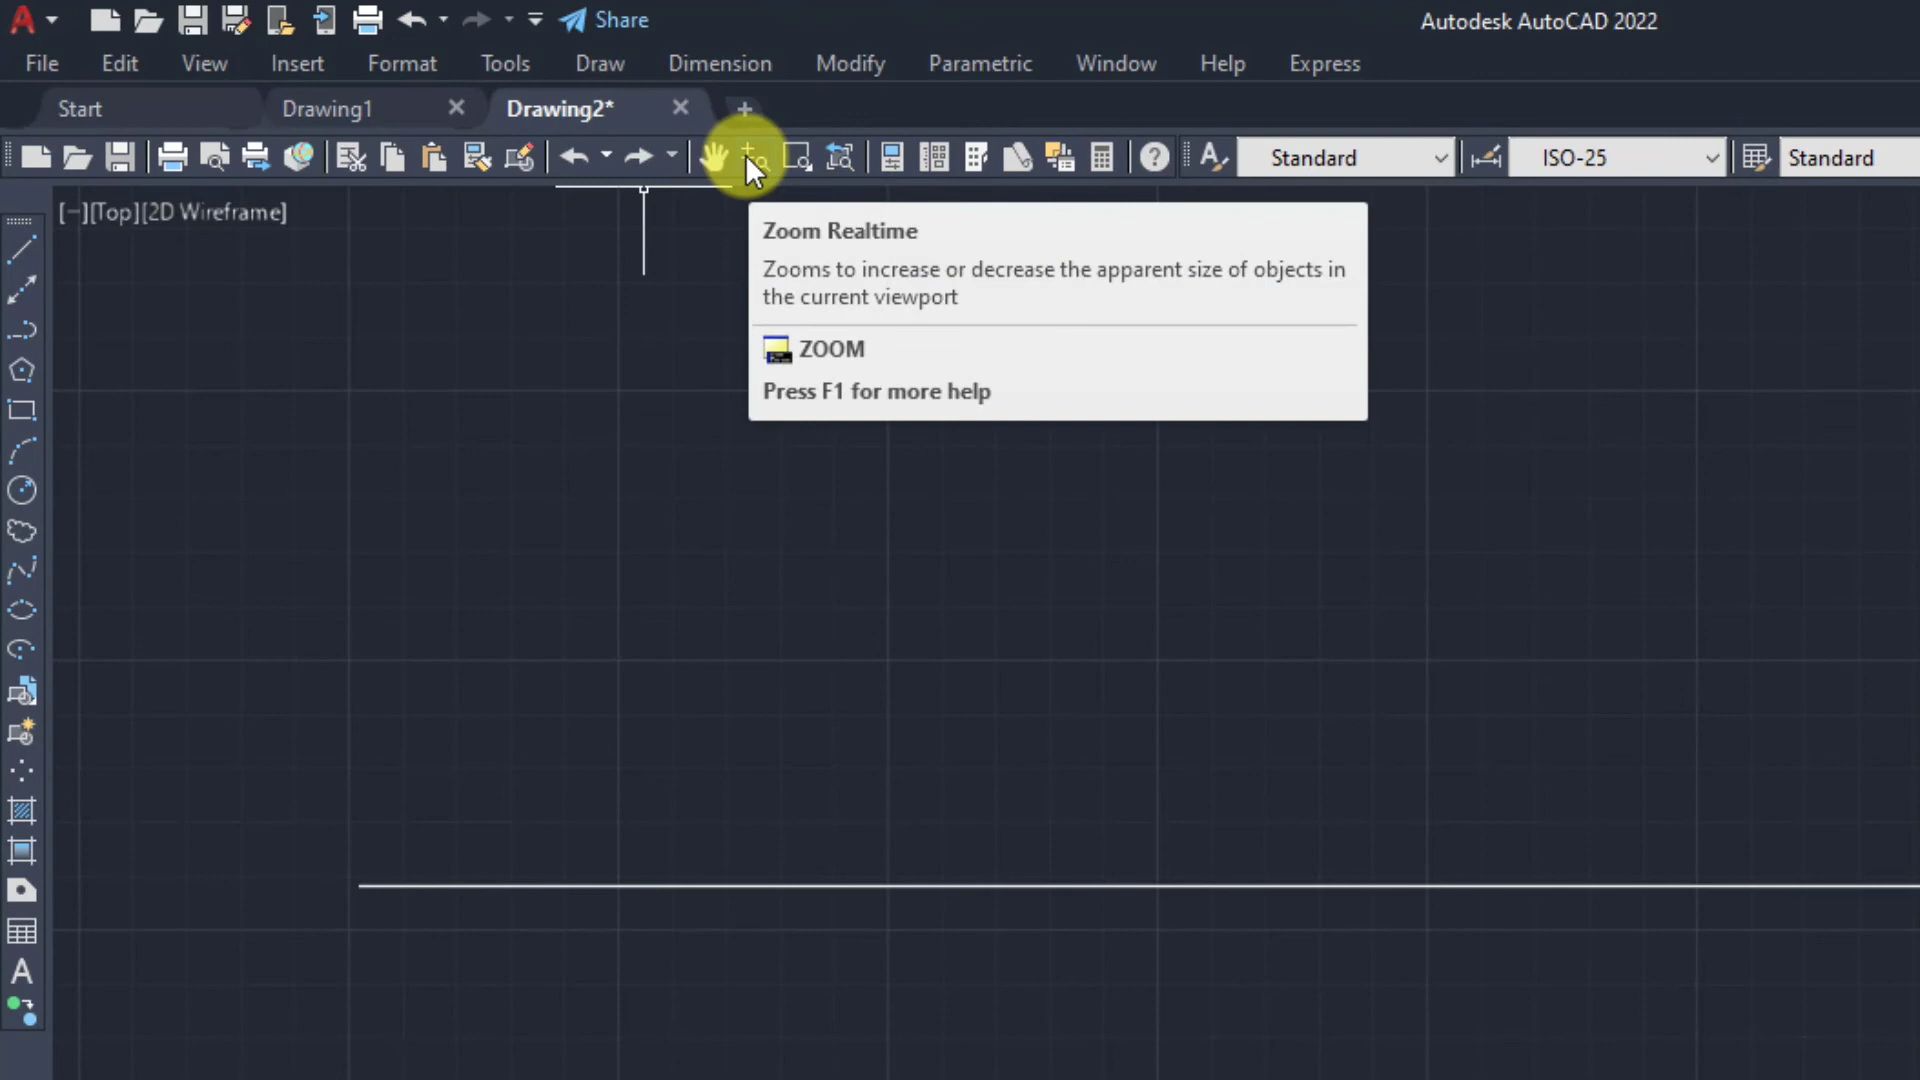 Share
Autodesk AutoCAD 2022
File Edit View Insert Format Tools Draw Dimension Modify Parametric Window Help Express
Start Drawing1 Drawing2*
Standard ISO-25 Standard
[−][Top][2D Wireframe]
Zoom Realtime
Zooms to increase or decrease the apparent size of objects in
the current viewport
ZOOM
Press F1 for more help